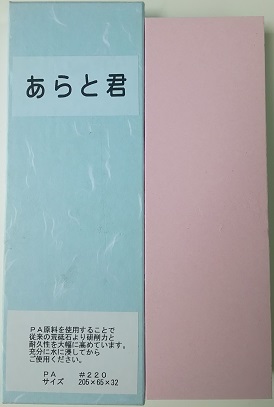 あらと君
ＰＡ原料を使用することで
従来の荒砥石より研削力と
耐久性を大幅に高めています。
充分に水に浸してから
ご使用ください。
ＰＡ　＃２２０
サイズ　205×65×32